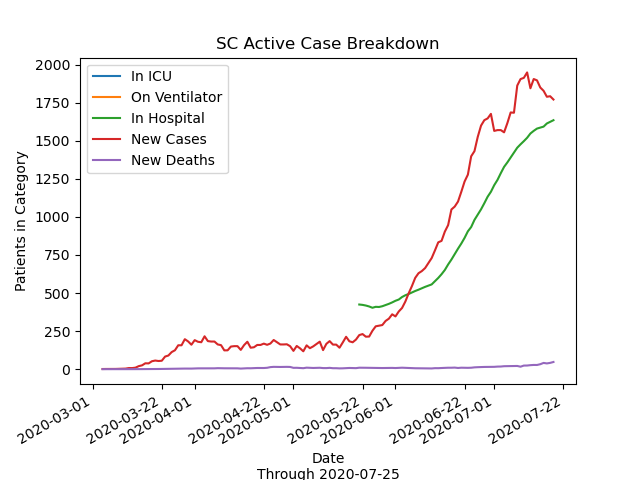 SC Active Case Breakdown
In ICU
On Ventilator
In Hospital
New Cases
New Deaths
Patients in Category
2000
1750
1500
1250
1000
750
500
250
0
2020-03-01
2020-03-22
2020-04-01
2020-04-22
2020-05-01
2020-05-22
2020-06-01
2020-06-22
2020-07-01
2020-07-22
Date
Through 2020-07-25